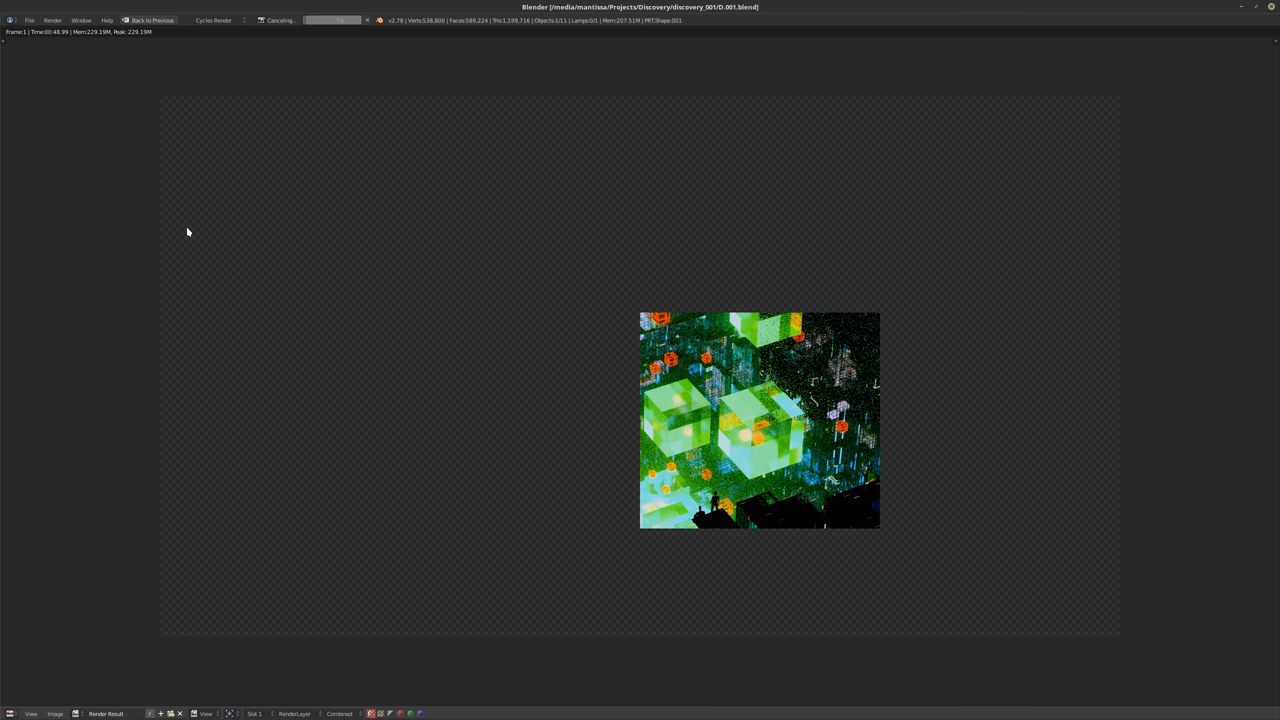 Blender [/media/mantissa/Projects/Discovery/discovery_001/D.001.blend]
File Render Window Help Back to Previous Cycles Render Canceling... 7% v2.78 | Verts:538,800 | Faces:589,224 | Tris:1,199,716 | Objects:1/11 | Lamps:0/1 | Mem:207.51M | PRT.Shape.001
Frame:1 | Time:00:48.99 | Mem:229.19M, Peak: 229.19M
View Image Render Result F View Slot 1 RenderLayer Combined